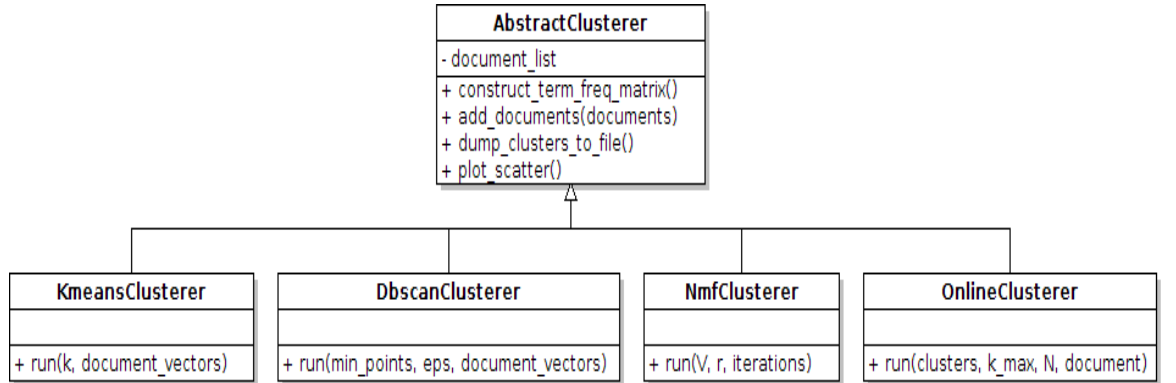 AbstractClusterer
- document_list
+ construct_term_freq_matrix()
+ add_documents(documents)
+ dump_clusters_to_file()
+ plot_scatter()
KmeansClusterer
+ run(k, document_vectors)
DbscanClusterer
+ run(min_points, eps, document_vectors)
NmfClusterer
+ run(V, r, iterations)
OnlineClusterer
+ run(clusters, k_max, N, document)